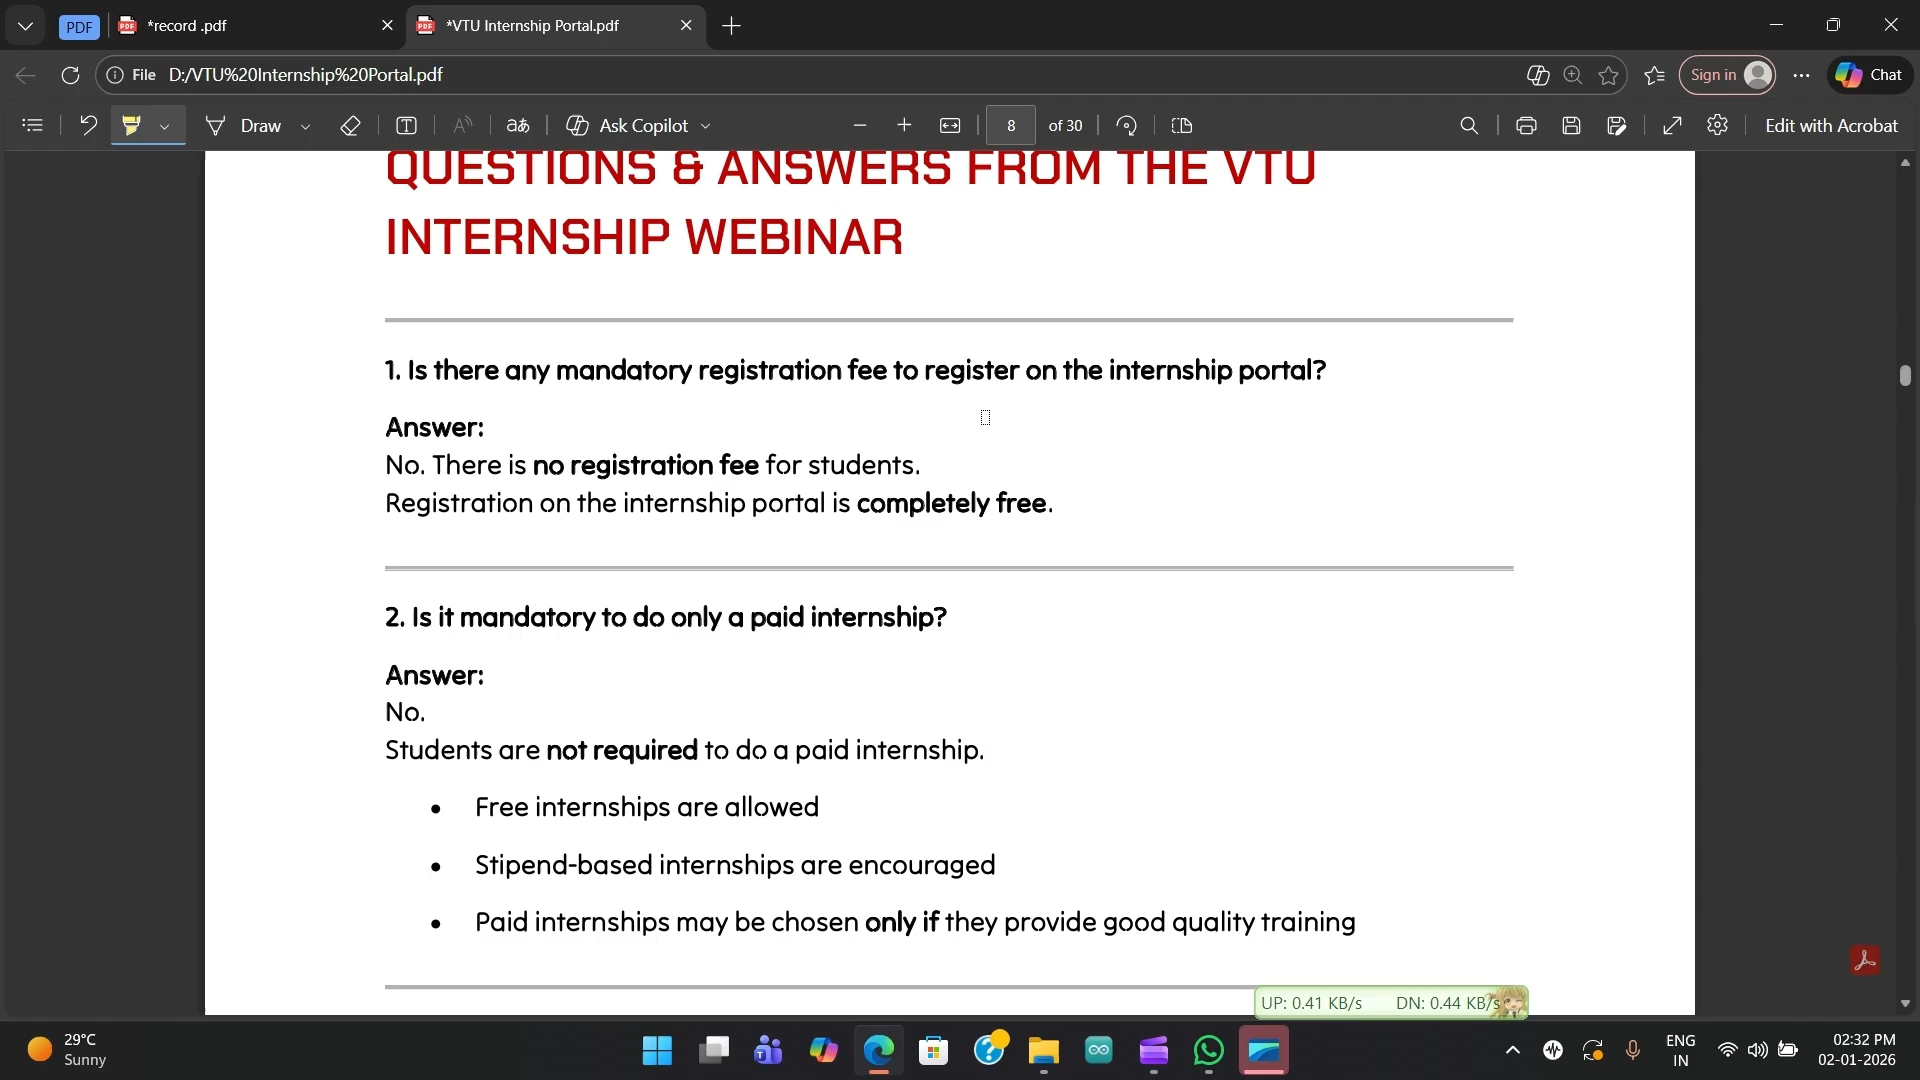 PDF
*record .pdf
*VTU Internship Portal.pdf
File
D:/VTU%20Internship%20Portal.pdf
Sign in
Chat
Draw
aあ
Ask Copilot
8
of 30
Edit with Acrobat
QUESTIONS & ANSWERS FROM THE VTU
INTERNSHIP WEBINAR
1. Is there any mandatory registration fee to register on the internship portal?
Answer:
No. There is no registration fee for students.
Registration on the internship portal is completely free.
2. Is it mandatory to do only a paid internship?
Answer:
No.
Students are not required to do a paid internship.
• Free internships are allowed
• Stipend-based internships are encouraged
• Paid internships may be chosen only if they provide good quality training
UP: 0.41 KB/s DN: 0.44 KB/s
29°C
Sunny
ENG
IN
02:32 PM
02-01-2026